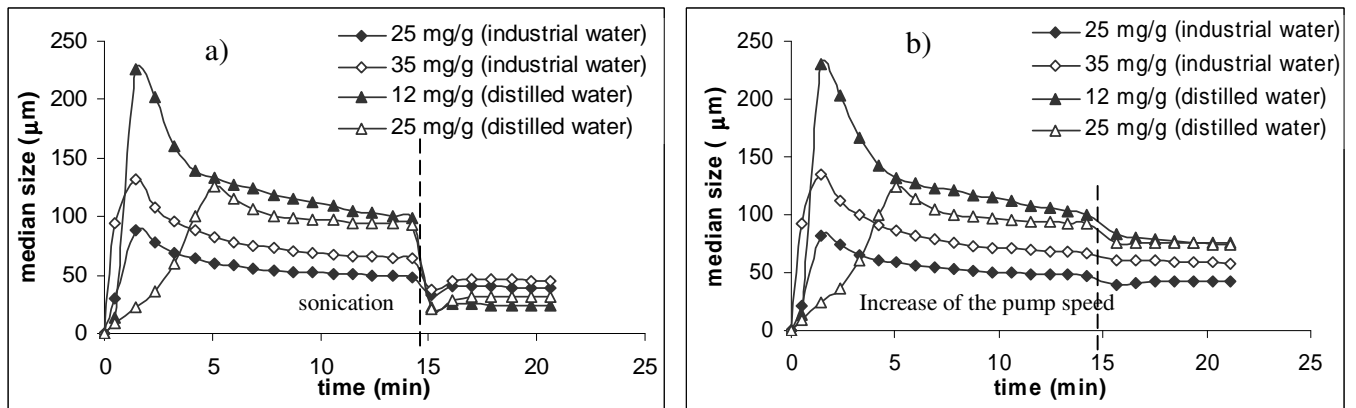 a)
25 mg/g (industrial water)
35 mg/g (industrial water)
12 mg/g (distilled water)
25 mg/g (distilled water)
median size (μm)
250
200
150
100
50
0
sonication
0 5 10 15 20 25
time (min)
b)
25 mg/g (industrial water)
35 mg/g (industrial water)
12 mg/g (distilled water)
25 mg/g (distilled water)
median size ( μm)
250
200
150
100
50
0
Increase of the pump speed
0 5 10 15 20 25
time (min)